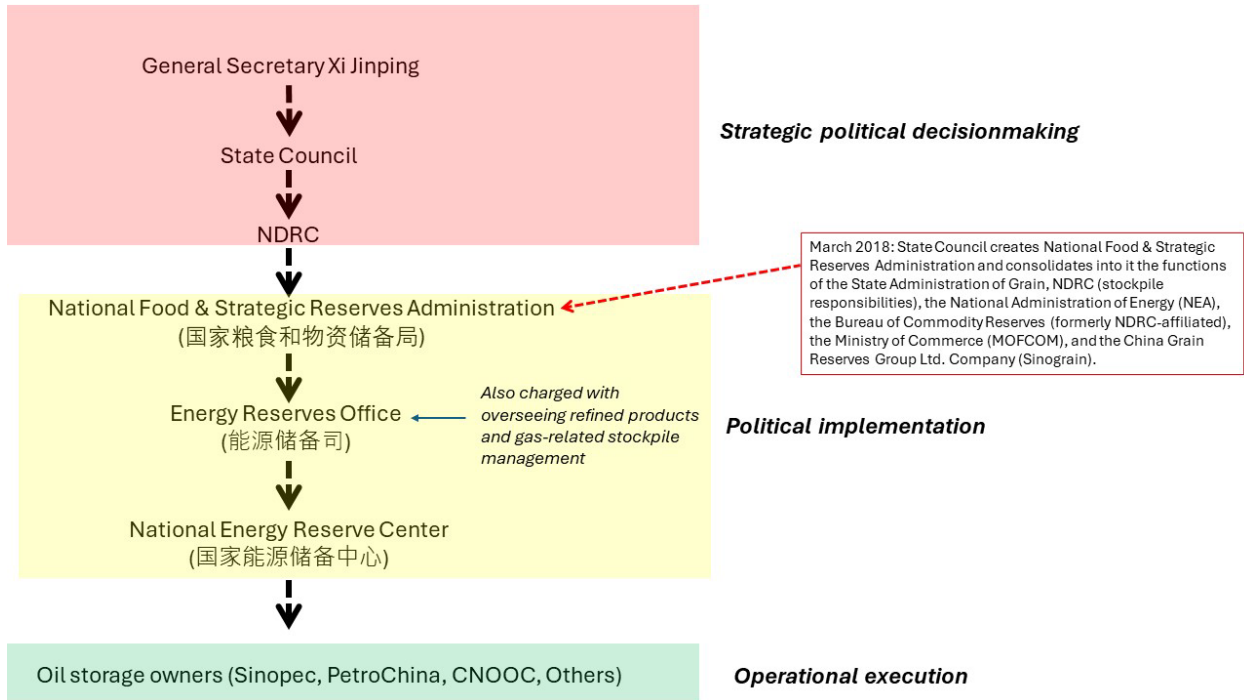 General Secretary Xi Jinping
State Council
NDRC
Strategic political decisionmaking
March 2018: State Council creates National Food & Strategic
Reserves Administration and consolidates into it the functions
of the State Administration of Grain, NDRC (stockpile
responsibilities), the National Administration of Energy (NEA),
the Bureau of Commodity Reserves (formerly NDRC-affiliated),
the Ministry of Commerce (MOFCOM), and the China Grain
Reserves Group Ltd. Company (Sinograin).
National Food & Strategic Reserves Administration
(国家粮食和物资储备局)
Energy Reserves Office
(能源储备司)
Also charged with
overseeing refined products
and gas-related stockpile
management
Political implementation
National Energy Reserve Center
(国家能源储备中心)
Oil storage owners (Sinopec, PetroChina, CNOOC, Others)
Operational execution